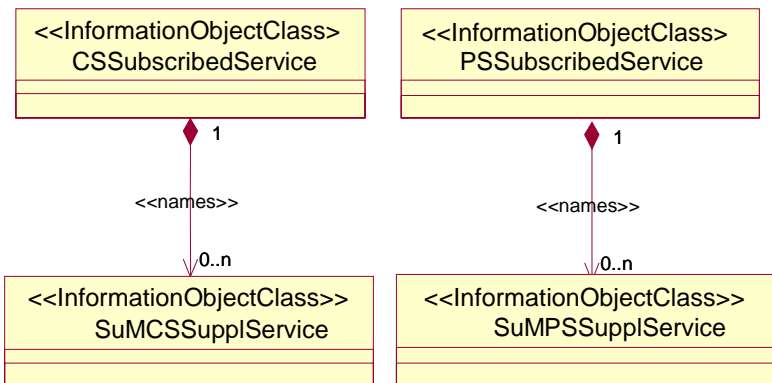 <<InformationObjectClass>
CSSubscribedService
<<InformationObjectClass>
PSSubscribedService
1
1
<<names>>
<<names>>
0..n
0..n
<<InformationObjectClass>>
SuMCSSupplService
<<InformationObjectClass>>
SuMPSSupplService